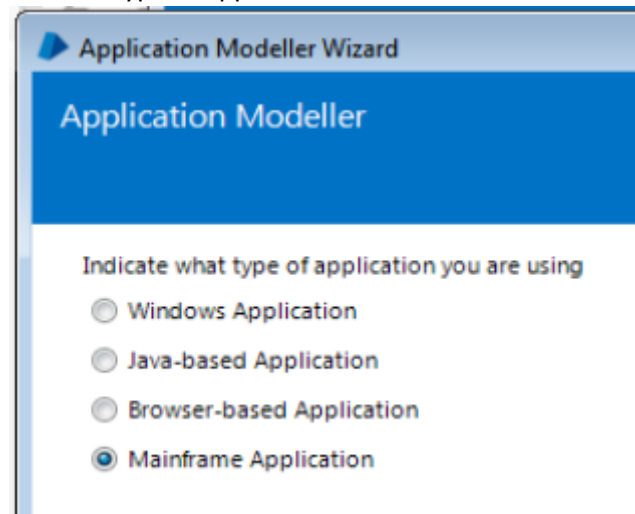 Application Modeller Wizard
Application Modeller
Indicate what type of application you are using
Windows Application
Java-based Application
Browser-based Application
Mainframe Application